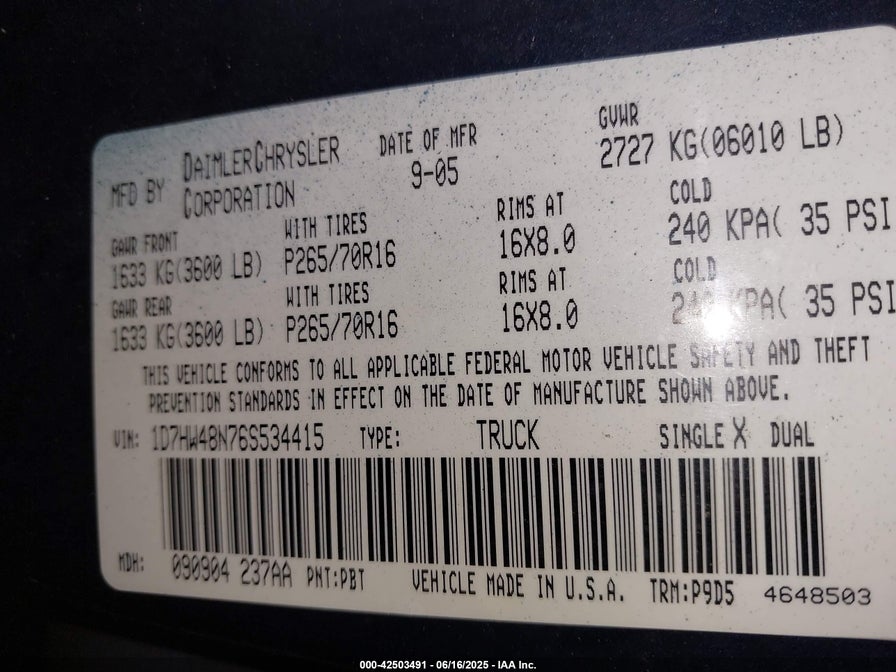 MFD BY DAIMLERCHRYSLER CORPORATION DATE OF MFR 9-05 GVWR 2727 KG(06010 LB)
GAWR FRONT WITH TIRES RIMS AT COLD
1633 KG(3600 LB) P265/70R16 16X8.0 240 KPA( 35 PSI
GAWR REAR WITH TIRES RIMS AT COLD
1633 KG(3600 LB) P265/70R16 16X8.0 240 KPA( 35 PSI
THIS VEHICLE CONFORMS TO ALL APPLICABLE FEDERAL MOTOR VEHICLE SAFETY AND THEFT
PREVENTION STANDARDS IN EFFECT ON THE DATE OF MANUFACTURE SHOWN ABOVE.
VIN: 1D7HW48N76S534415 TYPE: TRUCK SINGLE X DUAL
MDH: 090904 237AA PNT:PBT VEHICLE MADE IN U.S.A. TRM:P9D5 4648503
000-42503491 - 06/16/2025 - IAA Inc.